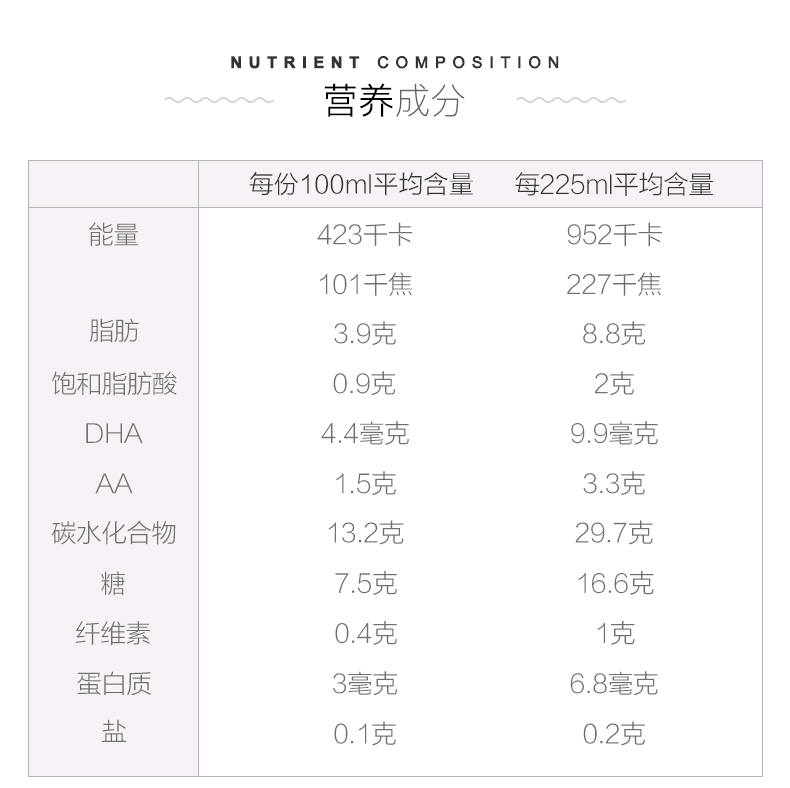 NUTRIENT COMPOSITION
营养成分
每份100ml平均含量 每225ml平均含量
能量 423千卡 952千卡
101千焦 227千焦
脂肪 3.9克 8.8克
饱和脂肪酸 0.9克 2克
DHA 4.4毫克 9.9毫克
AA 1.5克 3.3克
碳水化合物 13.2克 29.7克
糖 7.5克 16.6克
纤维素 0.4克 1克
蛋白质 3毫克 6.8毫克
盐 0.1克 0.2克